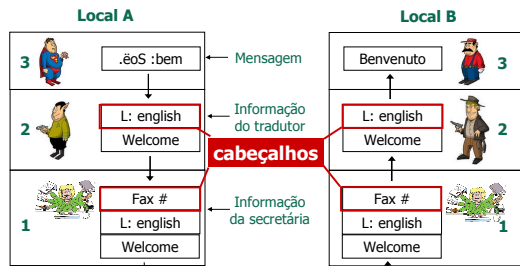 Local A
Local B
3
.ëoS :bem
Mensagem
Benvenuto
3
2
L: english
Welcome
Informação
do tradutor
L: english
Welcome
2
cabeçalhos
1
Fax #
L: english
Welcome
Informação
da secretária
Fax #
L: english
Welcome
1